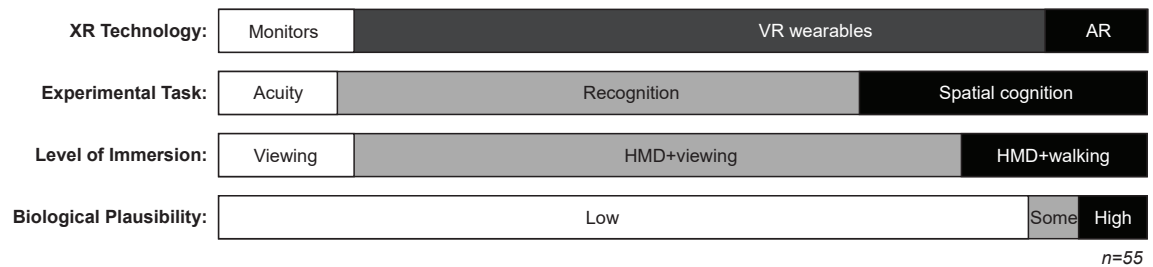 XR Technology: Monitors VR wearables AR
Experimental Task: Acuity Recognition Spatial cognition
Level of Immersion: Viewing HMD+viewing HMD+walking
Biological Plausibility: Low Some High
n=55